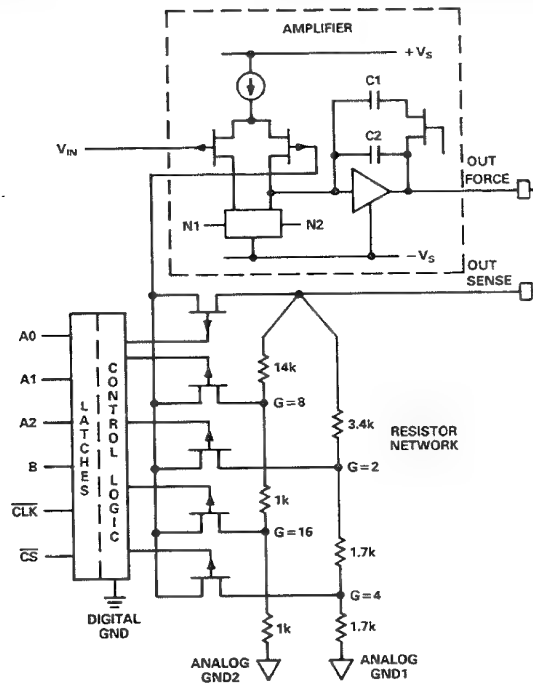 AMPLIFIER
+VS
C1
C2
VIN
OUT
FORCE
N1
N2
−VS
OUT
SENSE
A0
A1
A2
B
CLK
CS
LATCHES
CONTROL LOGIC
DIGITAL
GND
14k
G=8
3.4k
RESISTOR
NETWORK
G=2
1k
G=16
1.7k
G=4
1k
1.7k
ANALOG
GND2
ANALOG
GND1